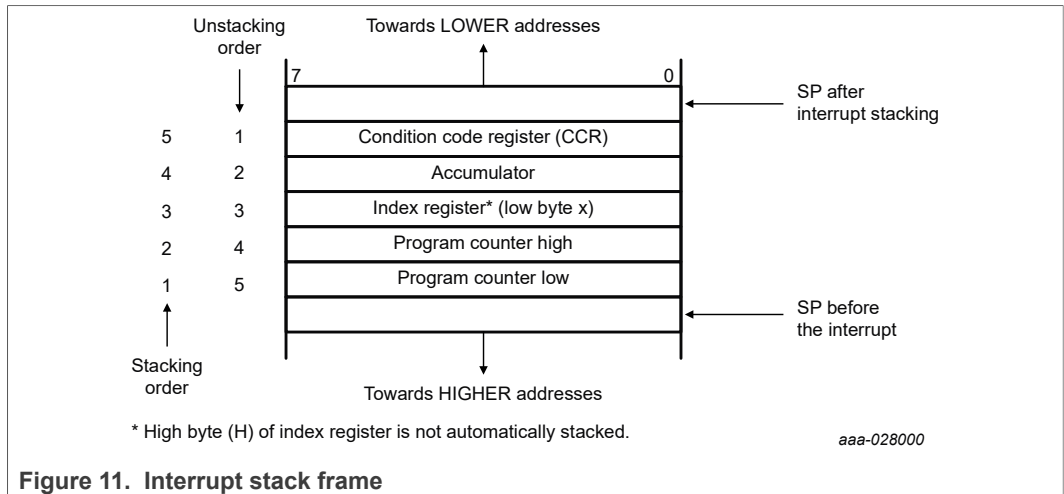 Unstacking
order
Towards LOWER addresses
7 0
SP after
interrupt stacking
5 1 Condition code register (CCR)
4 2 Accumulator
3 3 Index register* (low byte x)
2 4 Program counter high
1 5 Program counter low
SP before
the interrupt
Stacking
order
Towards HIGHER addresses
* High byte (H) of index register is not automatically stacked.
aaa-028000
Figure 11. Interrupt stack frame